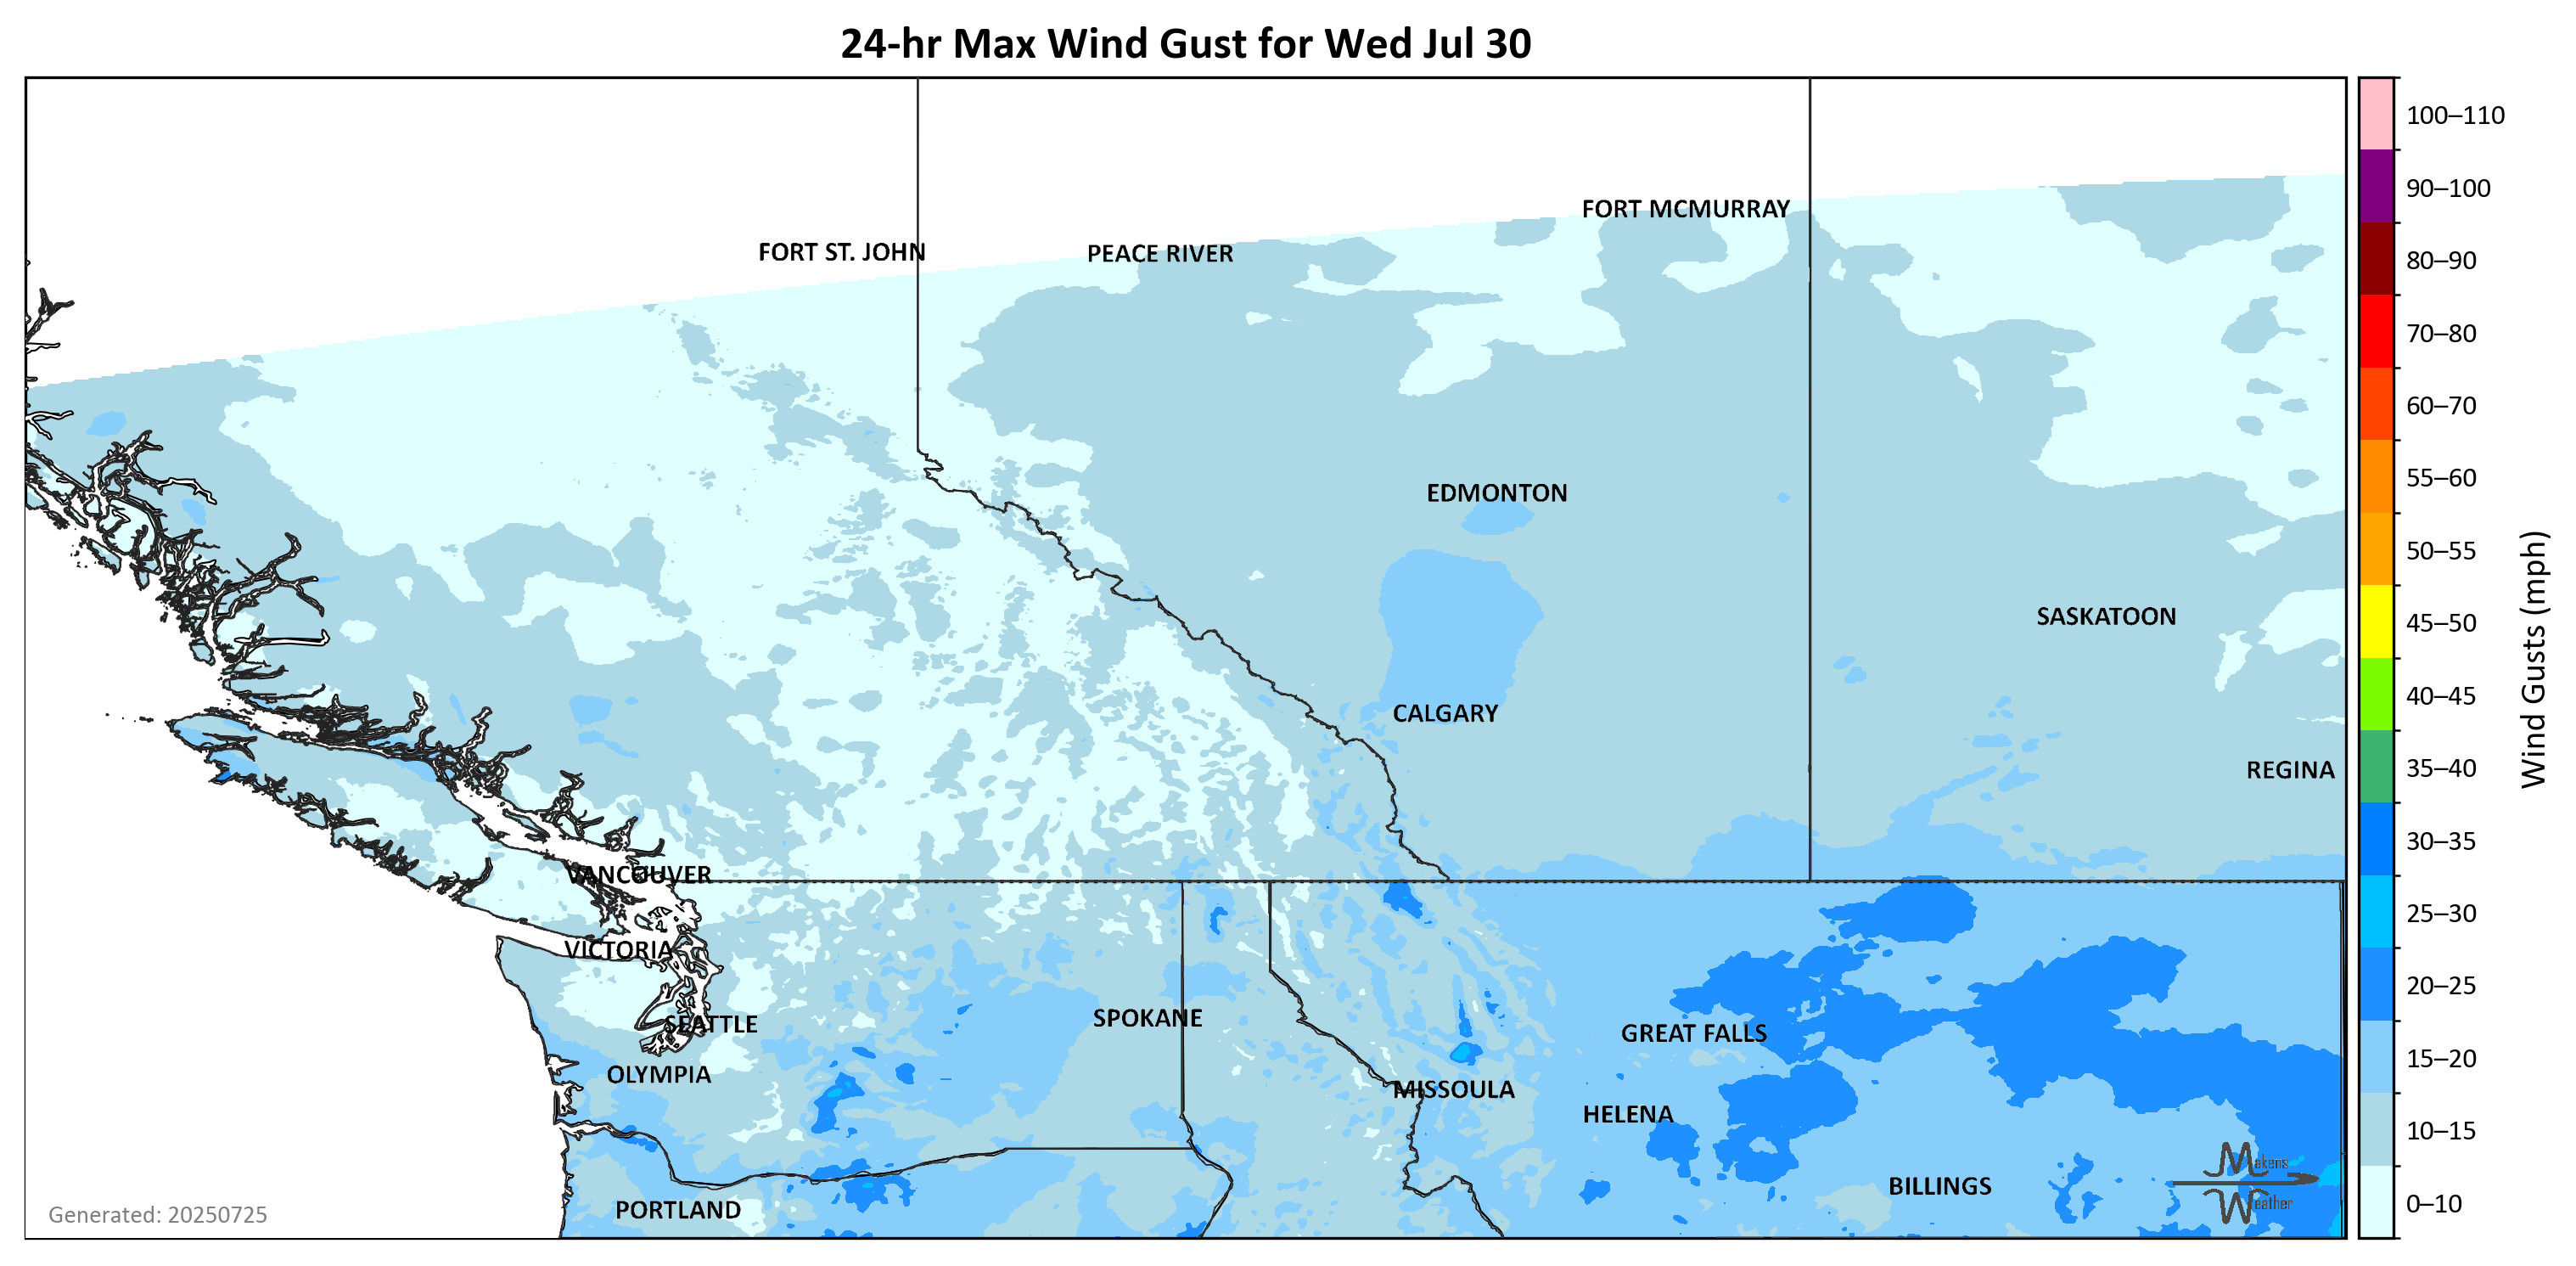 24-hr Max Wind Gust for Wed Jul 30
100–110
90–100
80–90
70–80
60–70
55–60
50–55
45–50
40–45
35–40
30–35
25–30
20–25
15–20
10–15
0–10
Wind Gusts (mph)
FORT MCMURRAY
FORT ST. JOHN
PEACE RIVER
EDMONTON
SASKATOON
CALGARY
REGINA
VANCOUVER
VICTORIA
SPOKANE
SEATTLE
GREAT FALLS
OLYMPIA
MISSOULA
HELENA
BILLINGS
PORTLAND
Makens
Weather
Generated: 20250725